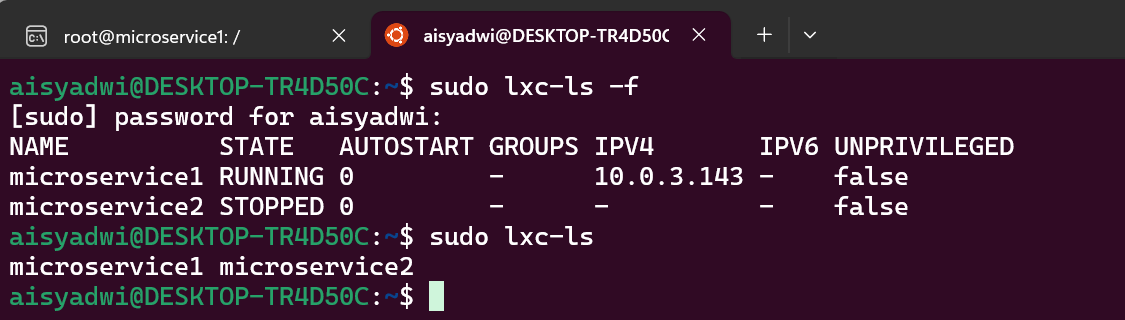 root@microservice1: /
aisyadwi@DESKTOP-TR4D50C
aisyadwi@DESKTOP-TR4D50C:~$ sudo lxc-ls -f
[sudo] password for aisyadwi:
NAME          STATE   AUTOSTART GROUPS IPV4       IPV6 UNPRIVILEGED
microservice1 RUNNING 0         -      10.0.3.143 -    false
microservice2 STOPPED 0         -      -          -    false
aisyadwi@DESKTOP-TR4D50C:~$ sudo lxc-ls
microservice1 microservice2
aisyadwi@DESKTOP-TR4D50C:~$